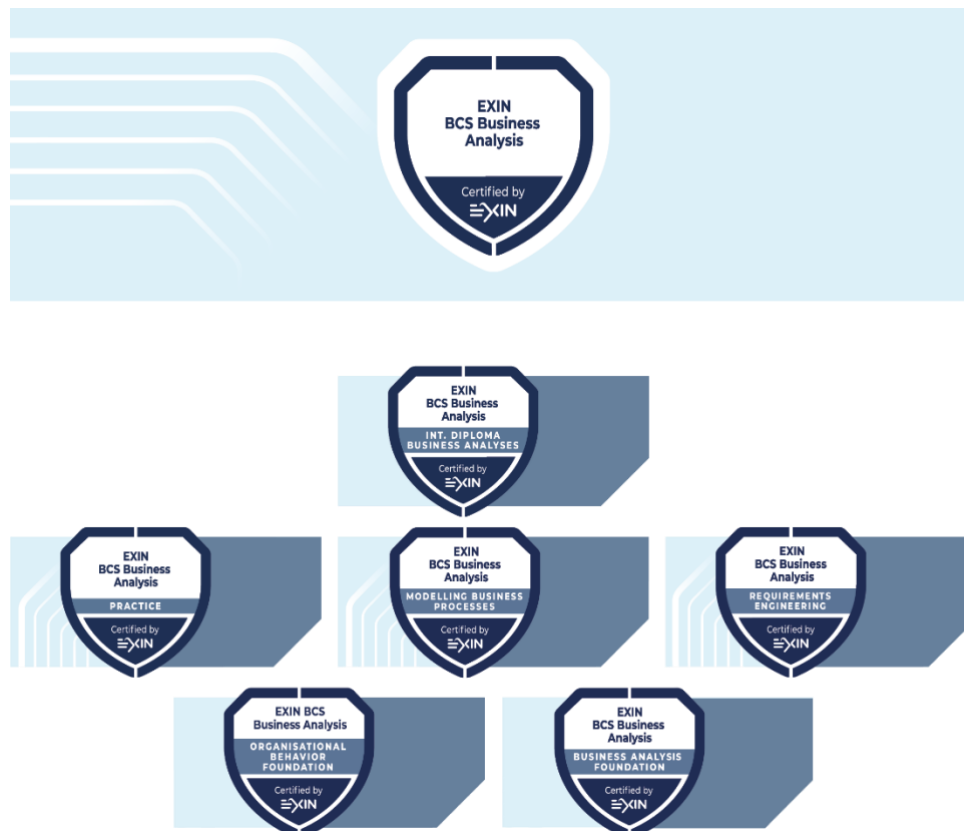 EXIN
BCS Business
Analysis
Certified by
EXIN
EXIN
BCS Business
Analysis
INT. DIPLOMA
BUSINESS ANALYSES
Certified by
EXIN
EXIN
BCS Business
Analysis
PRACTICE
Certified by
EXIN
EXIN
BCS Business
Analysis
MODELLING BUSINESS
PROCESSES
Certified by
EXIN
EXIN
BCS Business
Analysis
REQUIREMENTS
ENGINEERING
Certified by
EXIN
EXIN BCS
Business Analysis
ORGANISATIONAL
BEHAVIOR
FOUNDATION
Certified by
EXIN
EXIN
BCS Business
Analysis
BUSINESS ANALYSIS
FOUNDATION
Certified by
EXIN